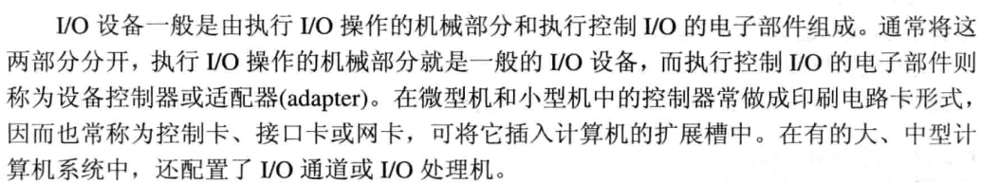 I/O 设备一般是由执行 I/O 操作的机械部分和执行控制 I/O 的电子部件组成。通常将这
两部分分开，执行 I/O 操作的机械部分就是一般的 I/O 设备，而执行控制 I/O 的电子部件则
称为设备控制器或适配器(adapter)。在微型机和小型机中的控制器常做成印刷电路卡形式，
因而也常称为控制卡、接口卡或网卡，可将它插入计算机的扩展槽中。在有的大、中型计
算机系统中，还配置了 I/O 通道或 I/O 处理机。